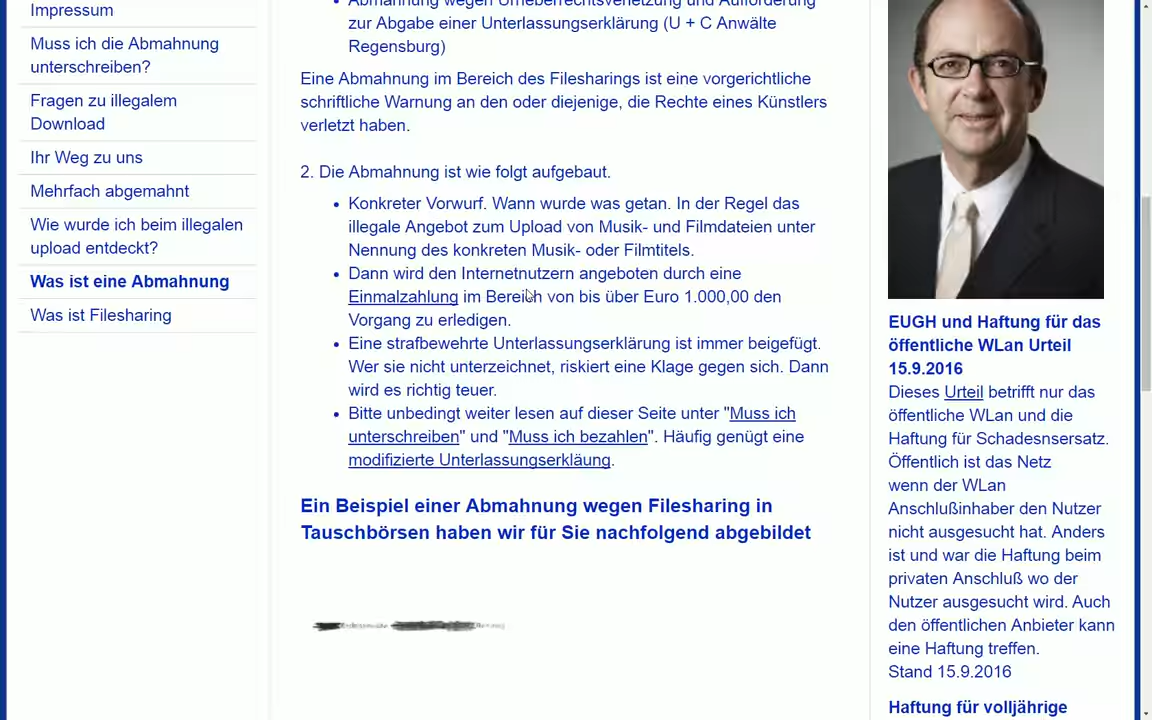 Impressum
Muss ich die Abmahnung
unterschreiben?
Fragen zu illegalem
Download
Ihr Weg zu uns
Mehrfach abgemahnt
Wie wurde ich beim illegalen
upload entdeckt?
Was ist eine Abmahnung
Was ist Filesharing
Abmahnung wegen Urheberrechtsverletzung und Aufforderung
zur Abgabe einer Unterlassungserklärung (U + C Anwälte
Regensburg)
Eine Abmahnung im Bereich des Filesharings ist eine vorgerichtliche
schriftliche Warnung an den oder diejenige, die Rechte eines Künstlers
verletzt haben.
2. Die Abmahnung ist wie folgt aufgebaut.
• Konkreter Vorwurf. Wann wurde was getan. In der Regel das
illegale Angebot zum Upload von Musik- und Filmdateien unter
Nennung des konkreten Musik- oder Filmtitels.
• Dann wird den Internetnutzern angeboten durch eine
Einmalzahlung im Bereich von bis über Euro 1.000,00 den
Vorgang zu erledigen.
• Eine strafbewehrte Unterlassungserklärung ist immer beigefügt.
Wer sie nicht unterzeichnet, riskiert eine Klage gegen sich. Dann
wird es richtig teuer.
• Bitte unbedingt weiter lesen auf dieser Seite unter "Muss ich
unterschreiben" und "Muss ich bezahlen". Häufig genügt eine
modifizierte Unterlassungserkläung.
Ein Beispiel einer Abmahnung wegen Filesharing in
Tauschbörsen haben wir für Sie nachfolgend abgebildet
EUGH und Haftung für das
öffentliche WLan Urteil
15.9.2016
Dieses Urteil betrifft nur das
öffentliche WLan und die
Haftung für Schadesnsersatz.
Öffentlich ist das Netz
wenn der WLan
Anschlußinhaber den Nutzer
nicht ausgesucht hat. Anders
ist und war die Haftung beim
privaten Anschluß wo der
Nutzer ausgesucht wird. Auch
den öffentlichen Anbieter kann
eine Haftung treffen.
Stand 15.9.2016
Haftung für volljährige